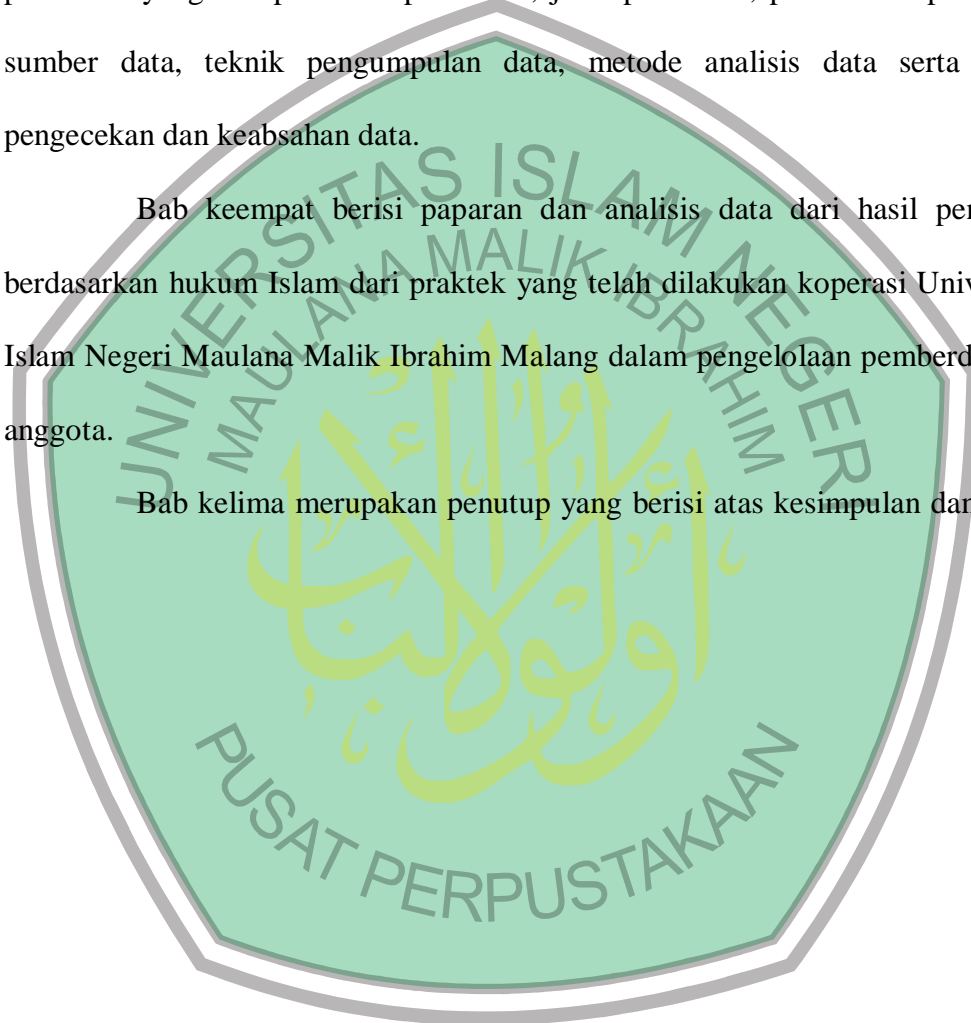 sumber data, teknik pengumpulan data, metode analisis data serta
pengecekan dan keabsahan data.
Bab keempat berisi paparan dan analisis data dari hasil
berdasarkan hukum Islam dari praktek yang telah dilakukan koperasi
Islam Negeri Maulana Malik Ibrahim Malang dalam pengelolaan
anggota.
Bab kelima merupakan penutup yang berisi atas kesimpulan dan
UNIVERSITAS ISLAM NEGERI
MAULANA MALIK IBRAHIM
أولوا الألباب
PUSAT PERPUSTAKAAN